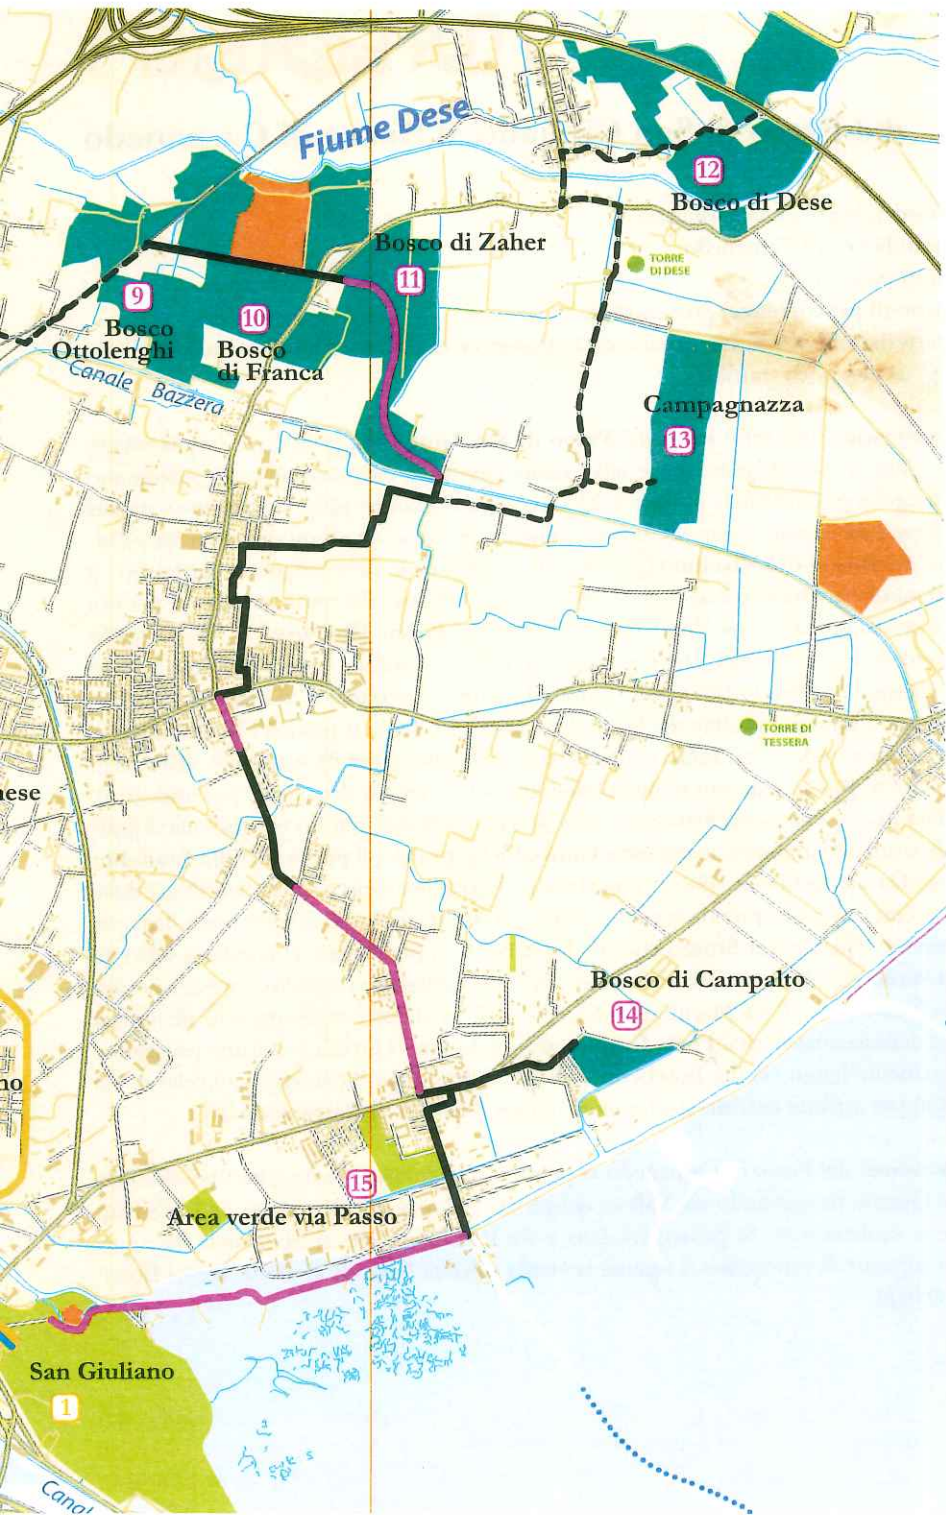 Fiume Dese
12
Bosco di Dese
Bosco di Zaher
TORRE
DI DESE
11
9
10
Bosco
Ottolenghi
Bosco
di Franca
Canale Bazzera
Campagnazza
13
TORRE DI
TESSERA
nese
Bosco di Campalto
14
no
15
Area verde via Passo
San Giuliano
1
Canal